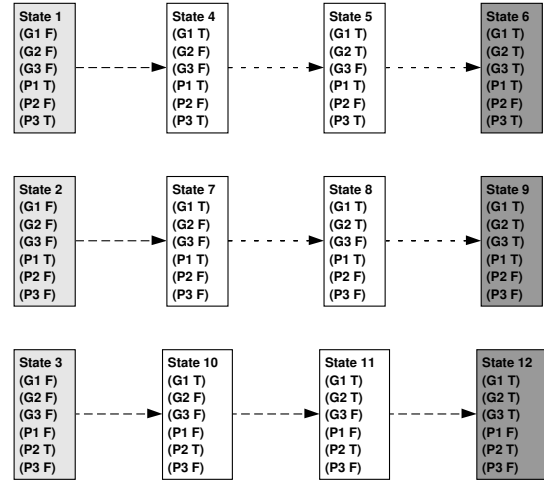 State 1
(G1 F)
(G2 F)
(G3 F)
(P1 T)
(P2 F)
(P3 T)
State 4
(G1 T)
(G2 F)
(G3 F)
(P1 T)
(P2 F)
(P3 T)
State 5
(G1 T)
(G2 T)
(G3 F)
(P1 T)
(P2 F)
(P3 T)
State 6
(G1 T)
(G2 T)
(G3 T)
(P1 T)
(P2 F)
(P3 T)
State 2
(G1 F)
(G2 F)
(G3 F)
(P1 T)
(P2 F)
(P3 F)
State 7
(G1 T)
(G2 F)
(G3 F)
(P1 T)
(P2 F)
(P3 F)
State 8
(G1 T)
(G2 T)
(G3 F)
(P1 T)
(P2 F)
(P3 F)
State 9
(G1 T)
(G2 T)
(G3 T)
(P1 T)
(P2 F)
(P3 F)
State 3
(G1 F)
(G2 F)
(G3 F)
(P1 F)
(P2 T)
(P3 F)
State 10
(G1 T)
(G2 F)
(G3 F)
(P1 F)
(P2 T)
(P3 F)
State 11
(G1 T)
(G2 T)
(G3 F)
(P1 F)
(P2 T)
(P3 F)
State 12
(G1 T)
(G2 T)
(G3 T)
(P1 F)
(P2 T)
(P3 F)